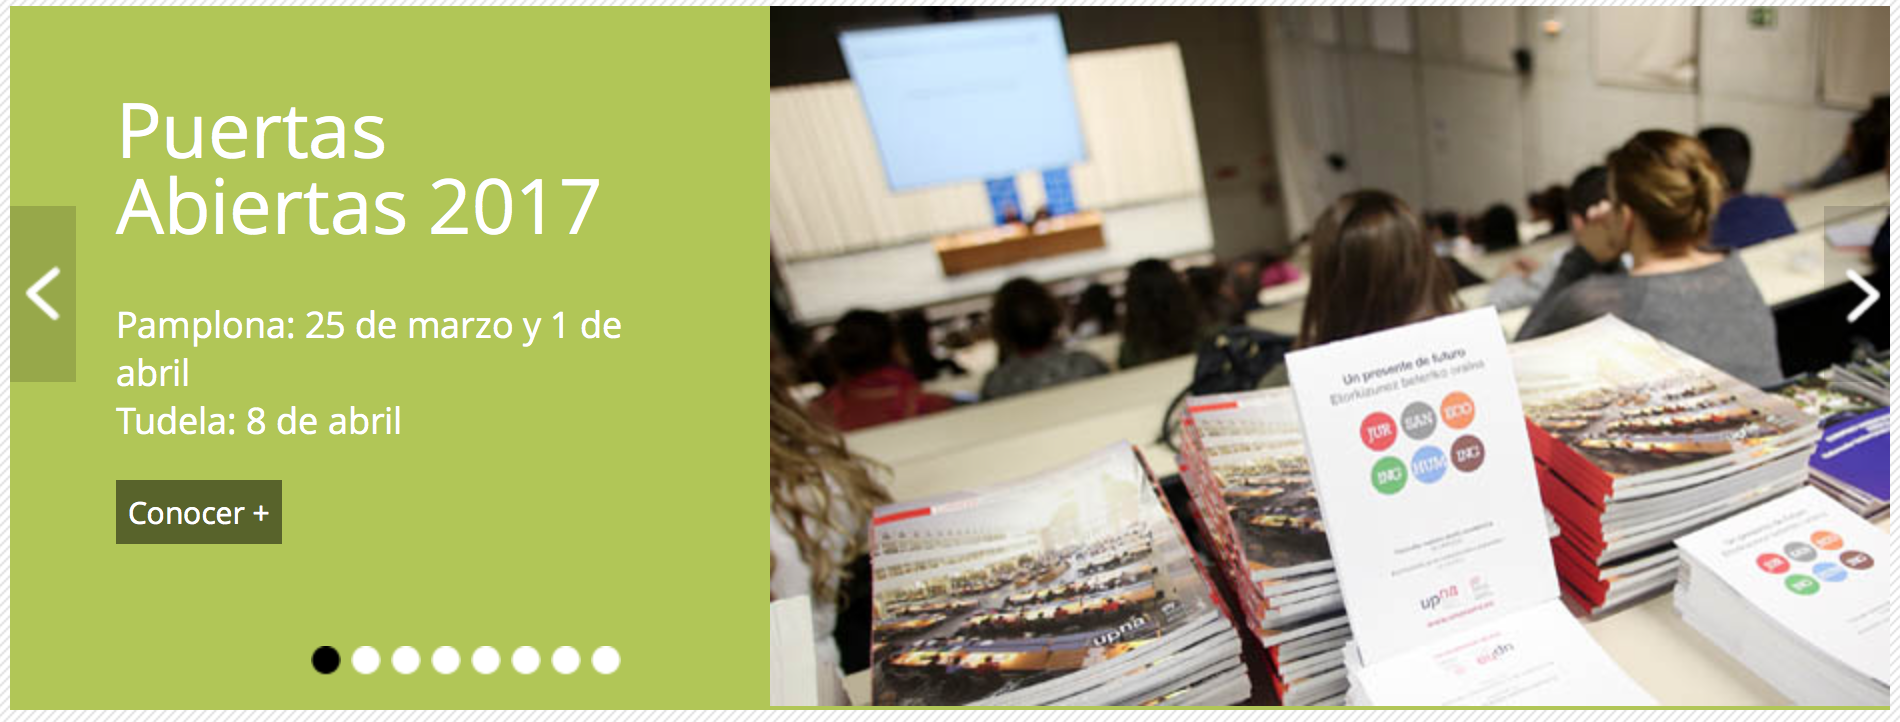 Puertas
Abiertas 2017
Pamplona: 25 de marzo y 1 de
abril
Tudela: 8 de abril
Conocer +
Un presente de futuro
Etorkizunez beteriko oraina
JUR SAN ECO
ING HUM ING
upna
upna